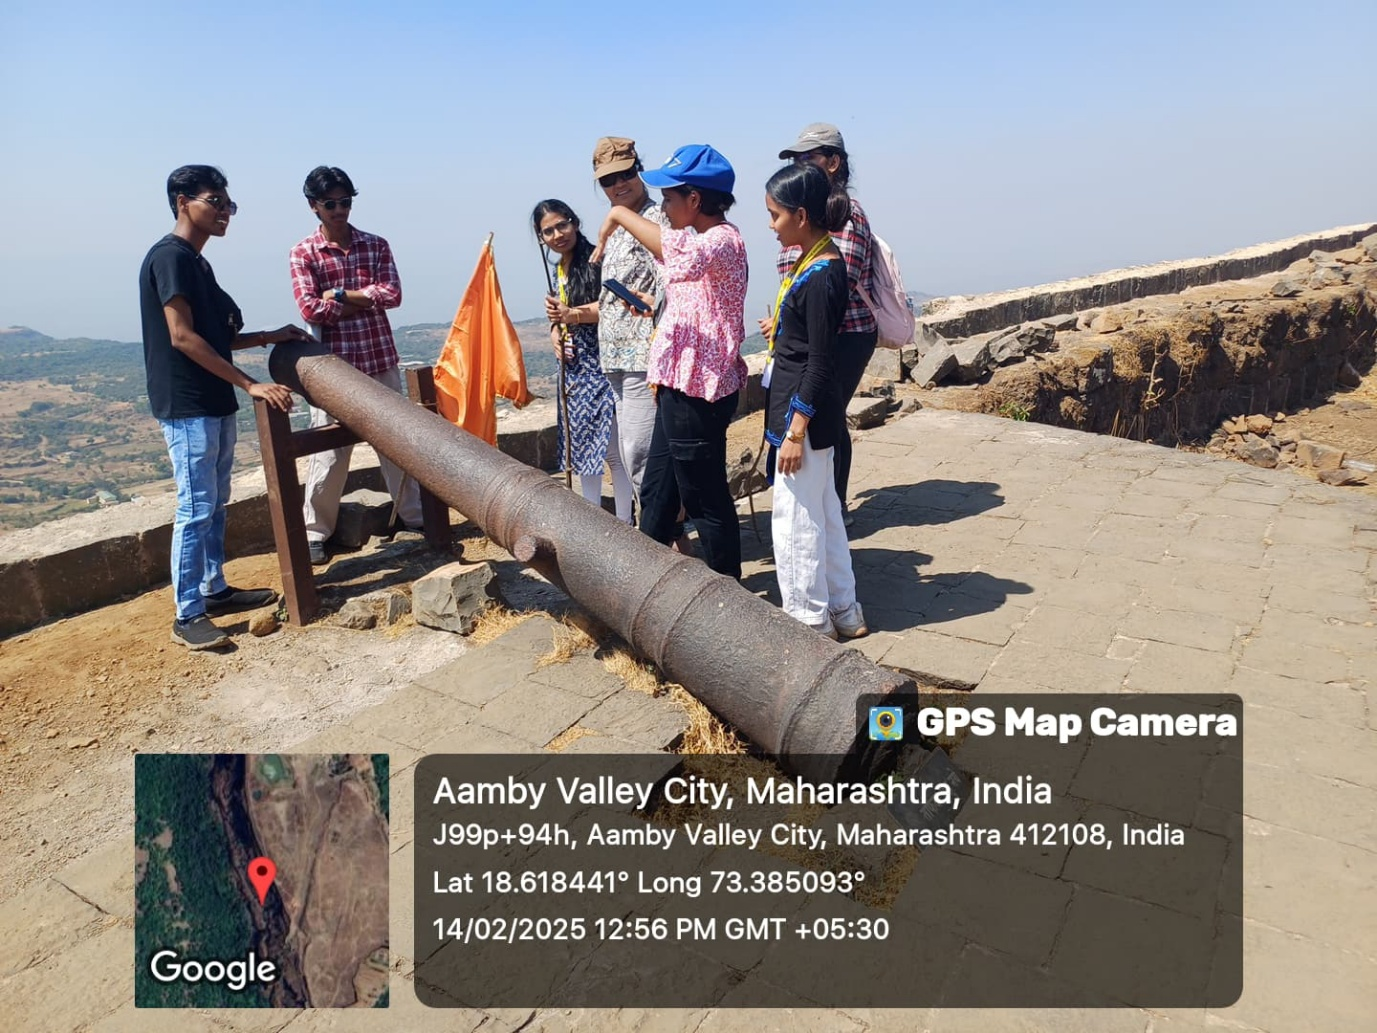 GPS Map Camera
Aamby Valley City, Maharashtra, India
J99p+94h, Aamby Valley City, Maharashtra 412108, India
Lat 18.618441° Long 73.385093°
14/02/2025 12:56 PM GMT +05:30
Google